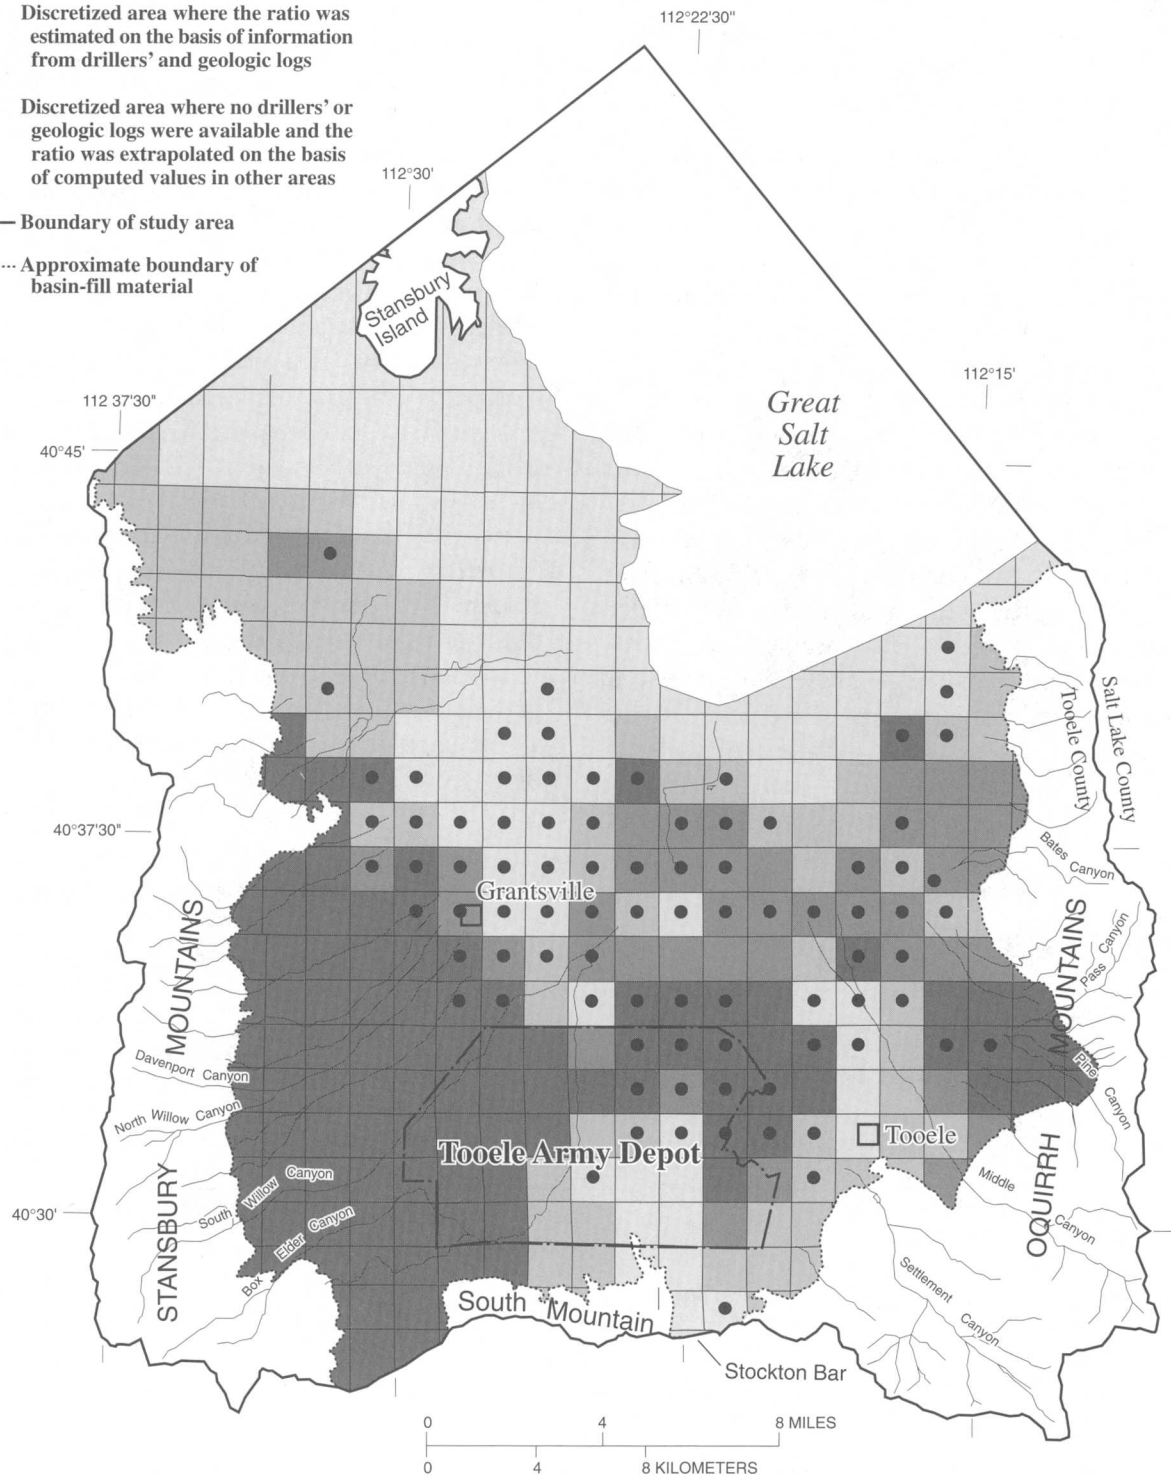 Discretized area where the ratio was
estimated on the basis of information
from drillers' and geologic logs
Discretized area where no drillers' or
geologic logs were available and the
ratio was extrapolated on the basis
of computed values in other areas
Boundary of study area
Approximate boundary of
basin-fill material
112°22'30"
112°30'
Stansbury
Island
112°15'
112 37'30"
Great
Salt
Lake
40°45'
Salt Lake County
Tooele County
40°37'30"
Bates Canyon
Grantsville
MOUNTAINS
MOUNTAINS
Pass Canyon
Davenport Canyon
Pine Canyon
North Willow Canyon
Tooele
Tooele Army Depot
South Willow Canyon
STANSBURY
OQUIRRH
Middle Canyon
40°30'
Box Elder Canyon
Settlement Canyon
South Mountain
Stockton Bar
0 4 8 MILES
0 4 8 KILOMETERS